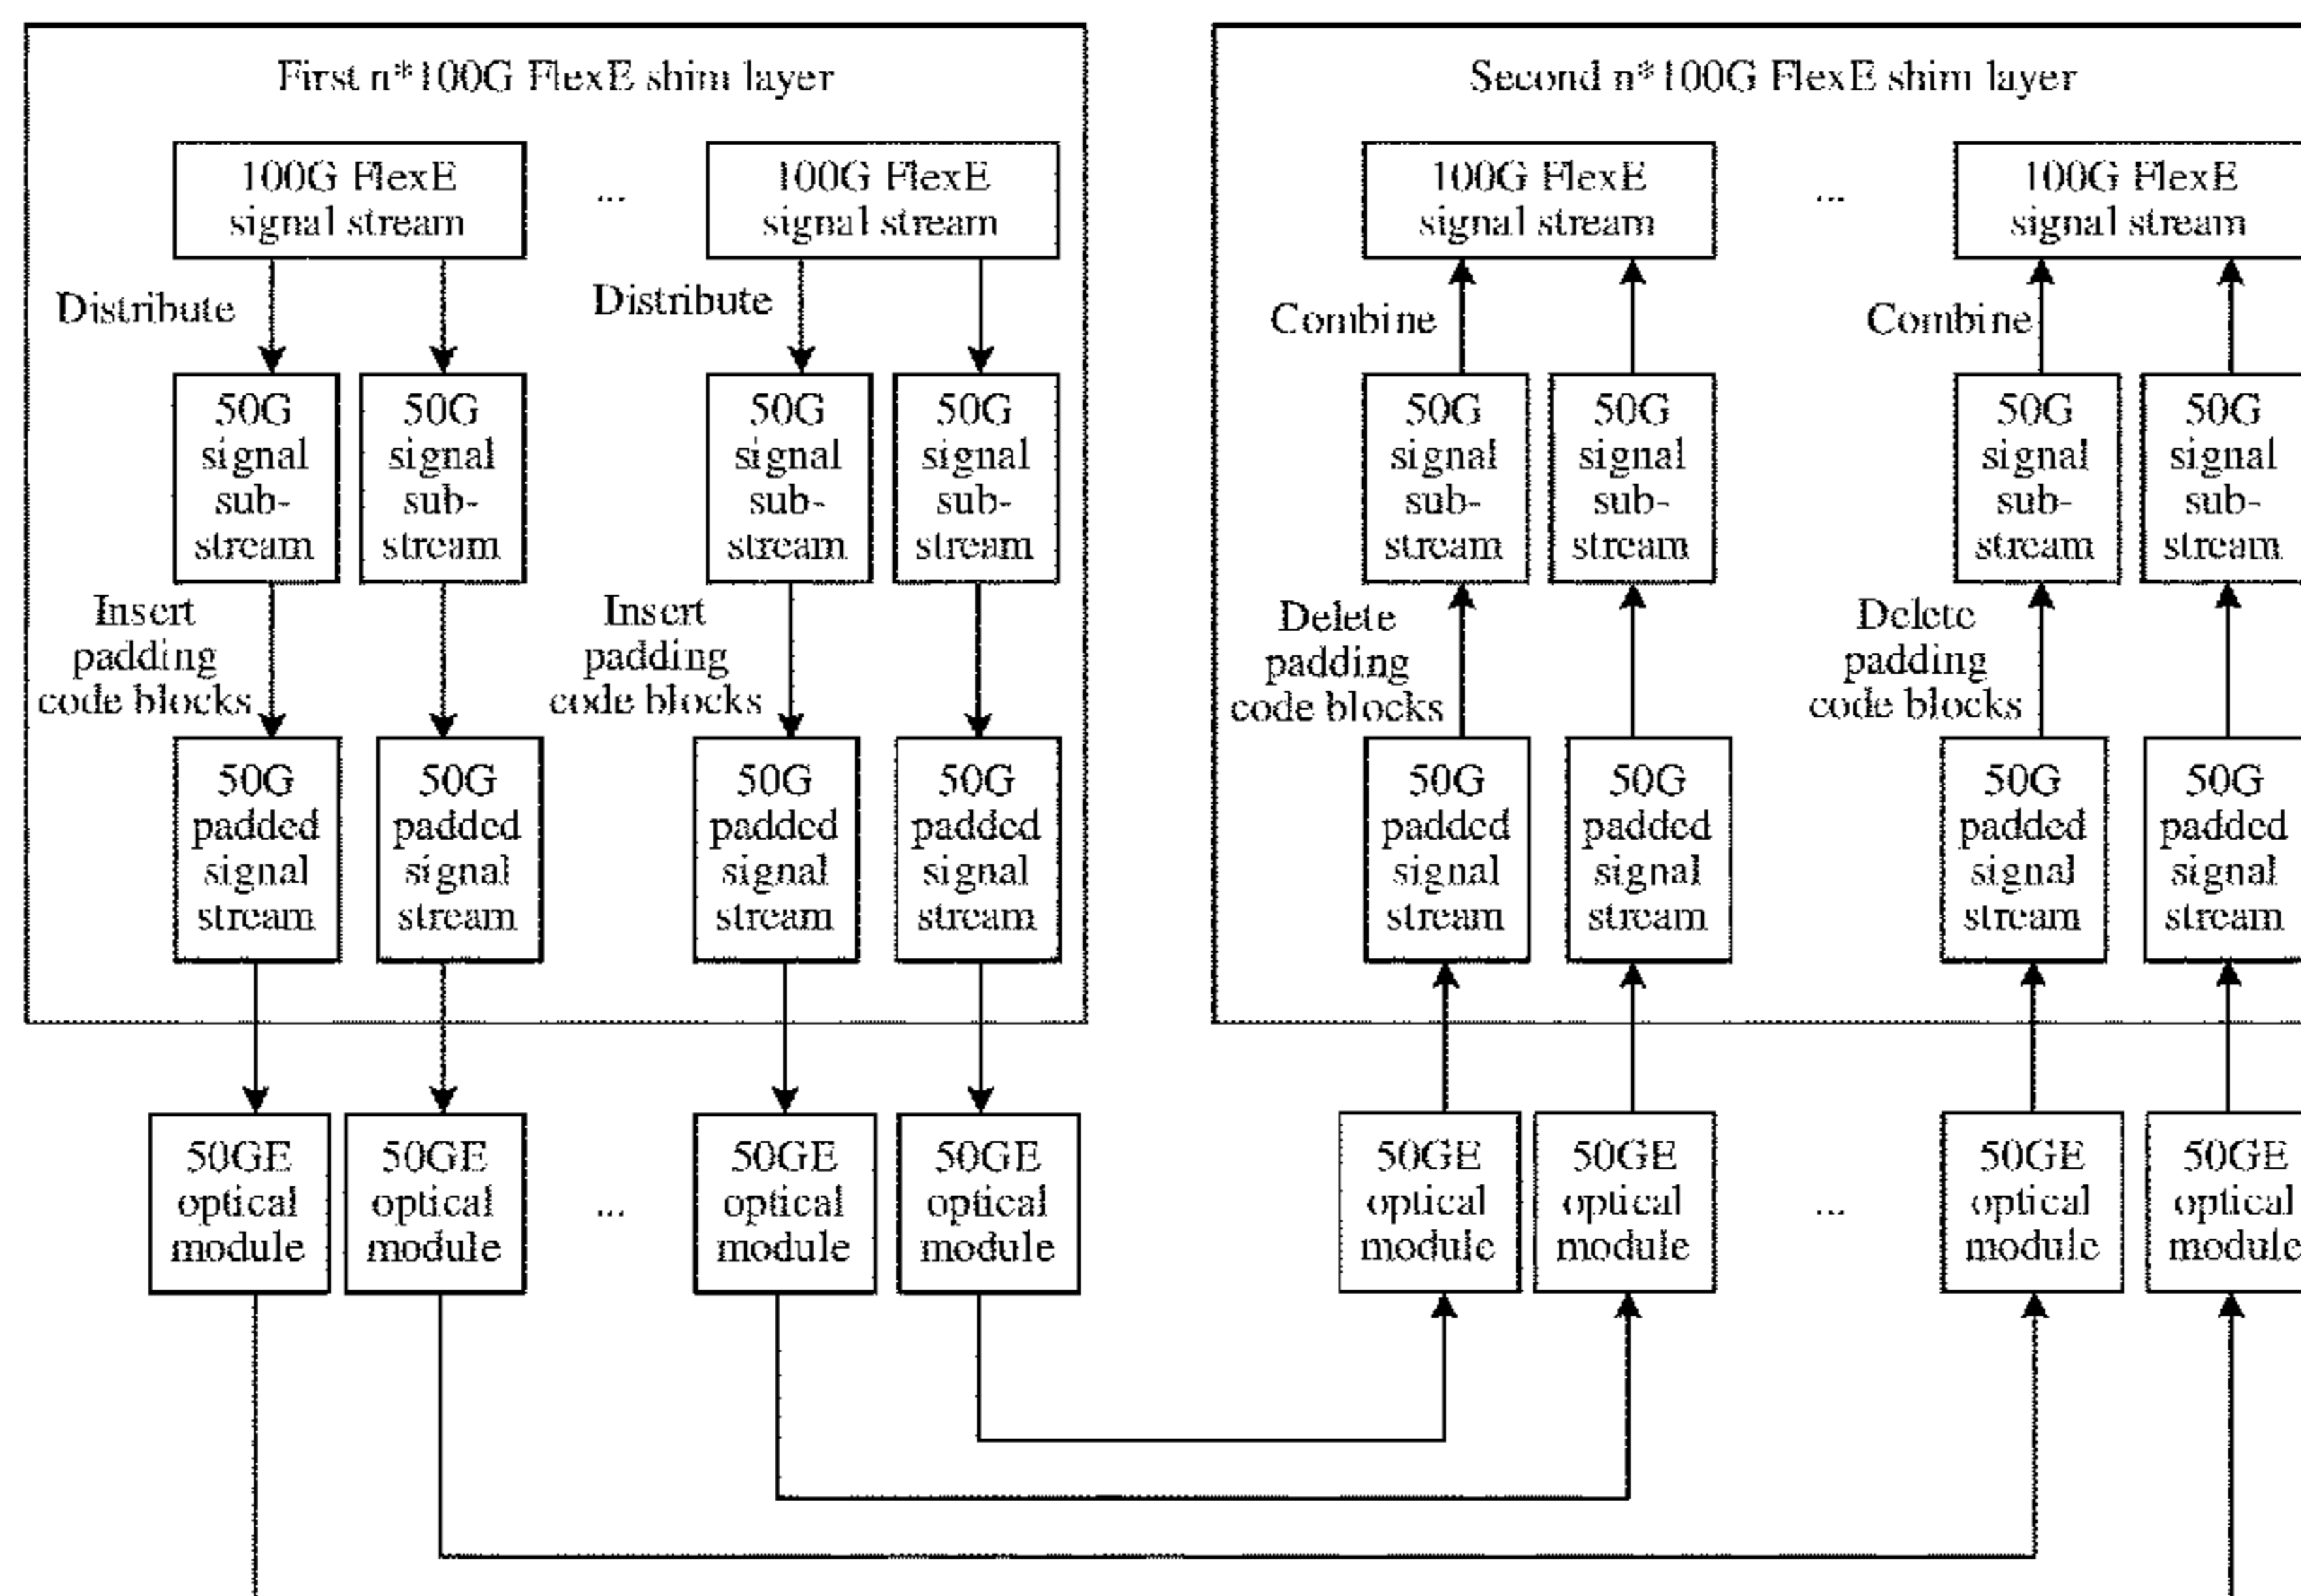 First n*100G FlexE shim layer
Second n*100G FlexE shim layer
100G FlexE
signal stream
...
100G FlexE
signal stream
100G FlexE
signal stream
...
100G FlexE
signal stream
Distribute
Distribute
Combine
Combine
50G
signal
sub-
stream
50G
signal
sub-
stream
50G
signal
sub-
stream
50G
signal
sub-
stream
50G
signal
sub-
stream
50G
signal
sub-
stream
50G
signal
sub-
stream
50G
signal
sub-
stream
Insert
padding
code blocks
Insert
padding
code blocks
Delete
padding
code blocks
Delete
padding
code blocks
50G
padded
signal
stream
50G
padded
signal
stream
50G
padded
signal
stream
50G
padded
signal
stream
50G
padded
signal
stream
50G
padded
signal
stream
50G
padded
signal
stream
50G
padded
signal
stream
50GE
optical
module
50GE
optical
module
...
50GE
optical
module
50GE
optical
module
50GE
optical
module
50GE
optical
module
...
50GE
optical
module
50GE
optical
module